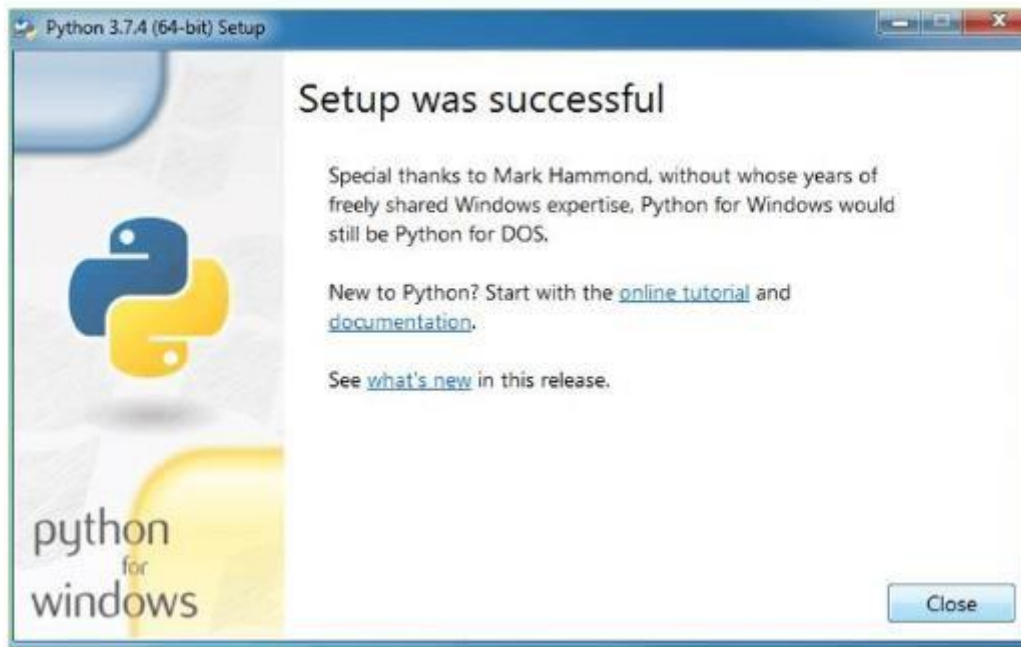 Python 3.7.4 (64-bit) Setup
Setup was successful
Special thanks to Mark Hammond, without whose years of
freely shared Windows expertise, Python for Windows would
still be Python for DOS.
New to Python? Start with the online tutorial and
documentation.
See what's new in this release.
python
for
windows
Close